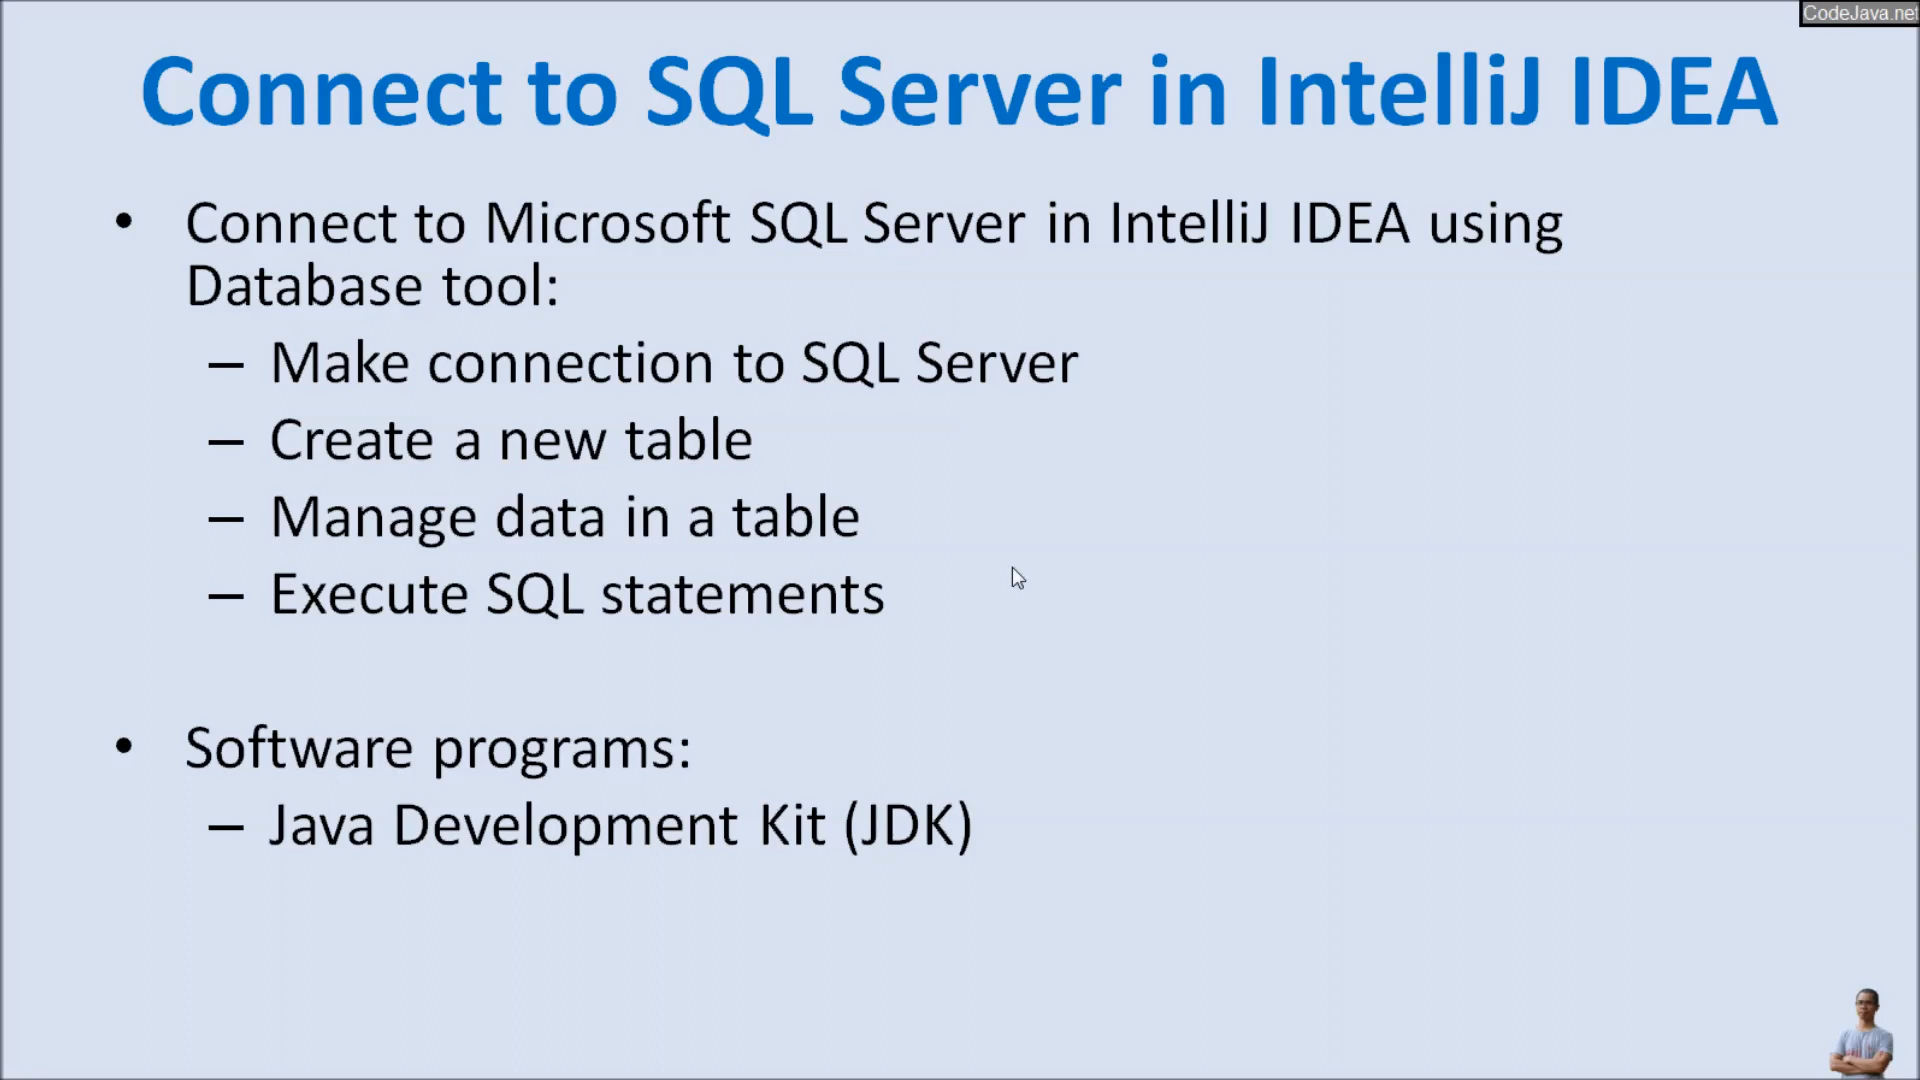 CodeJava.net
Connect to SQL Server in IntelliJ IDEA
• Connect to Microsoft SQL Server in IntelliJ IDEA using
Database tool:
– Make connection to SQL Server
– Create a new table
– Manage data in a table
– Execute SQL statements
• Software programs:
– Java Development Kit (JDK)